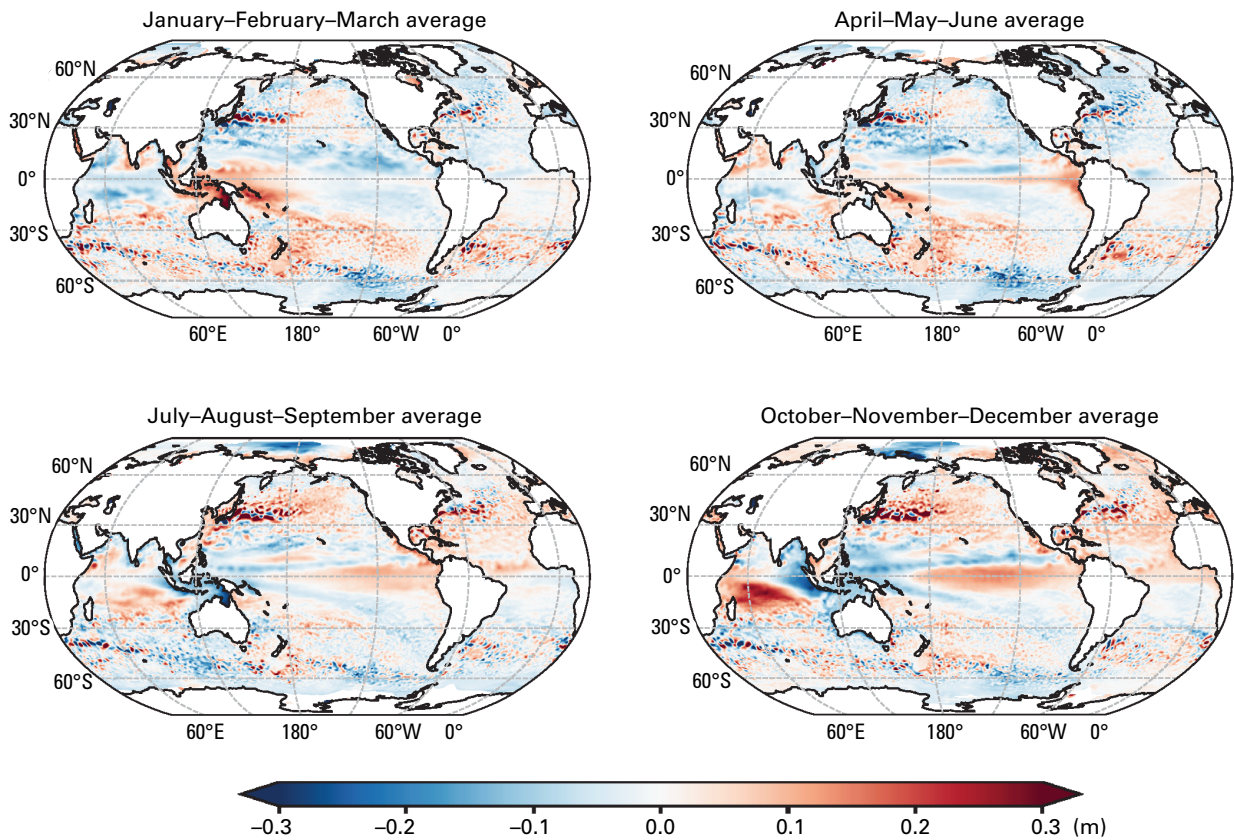 January–February–March average
April–May–June average
60°N
30°N
0°
30°S
60°S
60°E 180° 60°W 0°
60°N
30°N
0°
30°S
60°S
60°E 180° 60°W 0°
July–August–September average
October–November–December average
60°N
30°N
0°
30°S
60°S
60°E 180° 60°W 0°
60°N
30°N
0°
30°S
60°S
60°E 180° 60°W 0°
−0.3 −0.2 −0.1 0.0 0.1 0.2 0.3 (m)